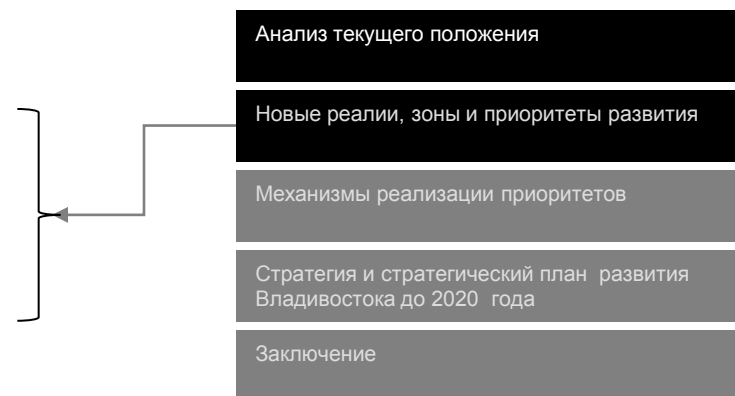 Анализ текущего положения
Новые реалии, зоны и приоритеты развития
Механизмы реализации приоритетов
Стратегия и стратегический план развития
Владивостока до 2020 года
Заключение